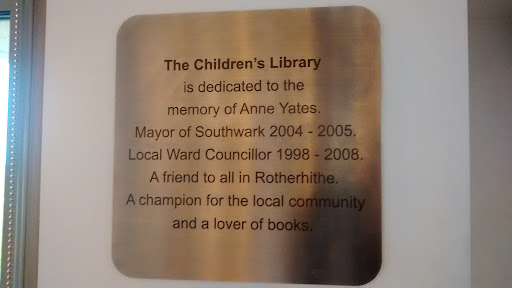 The Children's Library
is dedicated to the
memory of Anne Yates.
Mayor of Southwark 2004 - 2005.
Local Ward Councillor 1998 - 2008.
A friend to all in Rotherhithe.
A champion for the local community
and a lover of books.